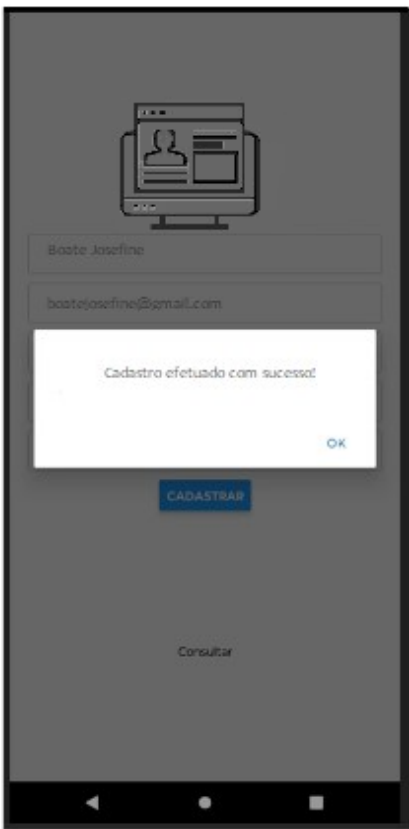 Boate Josefine
boatejosefine@gmail.com
Cadastro efetuado com sucesso!
OK
CADASTRAR
Consultar